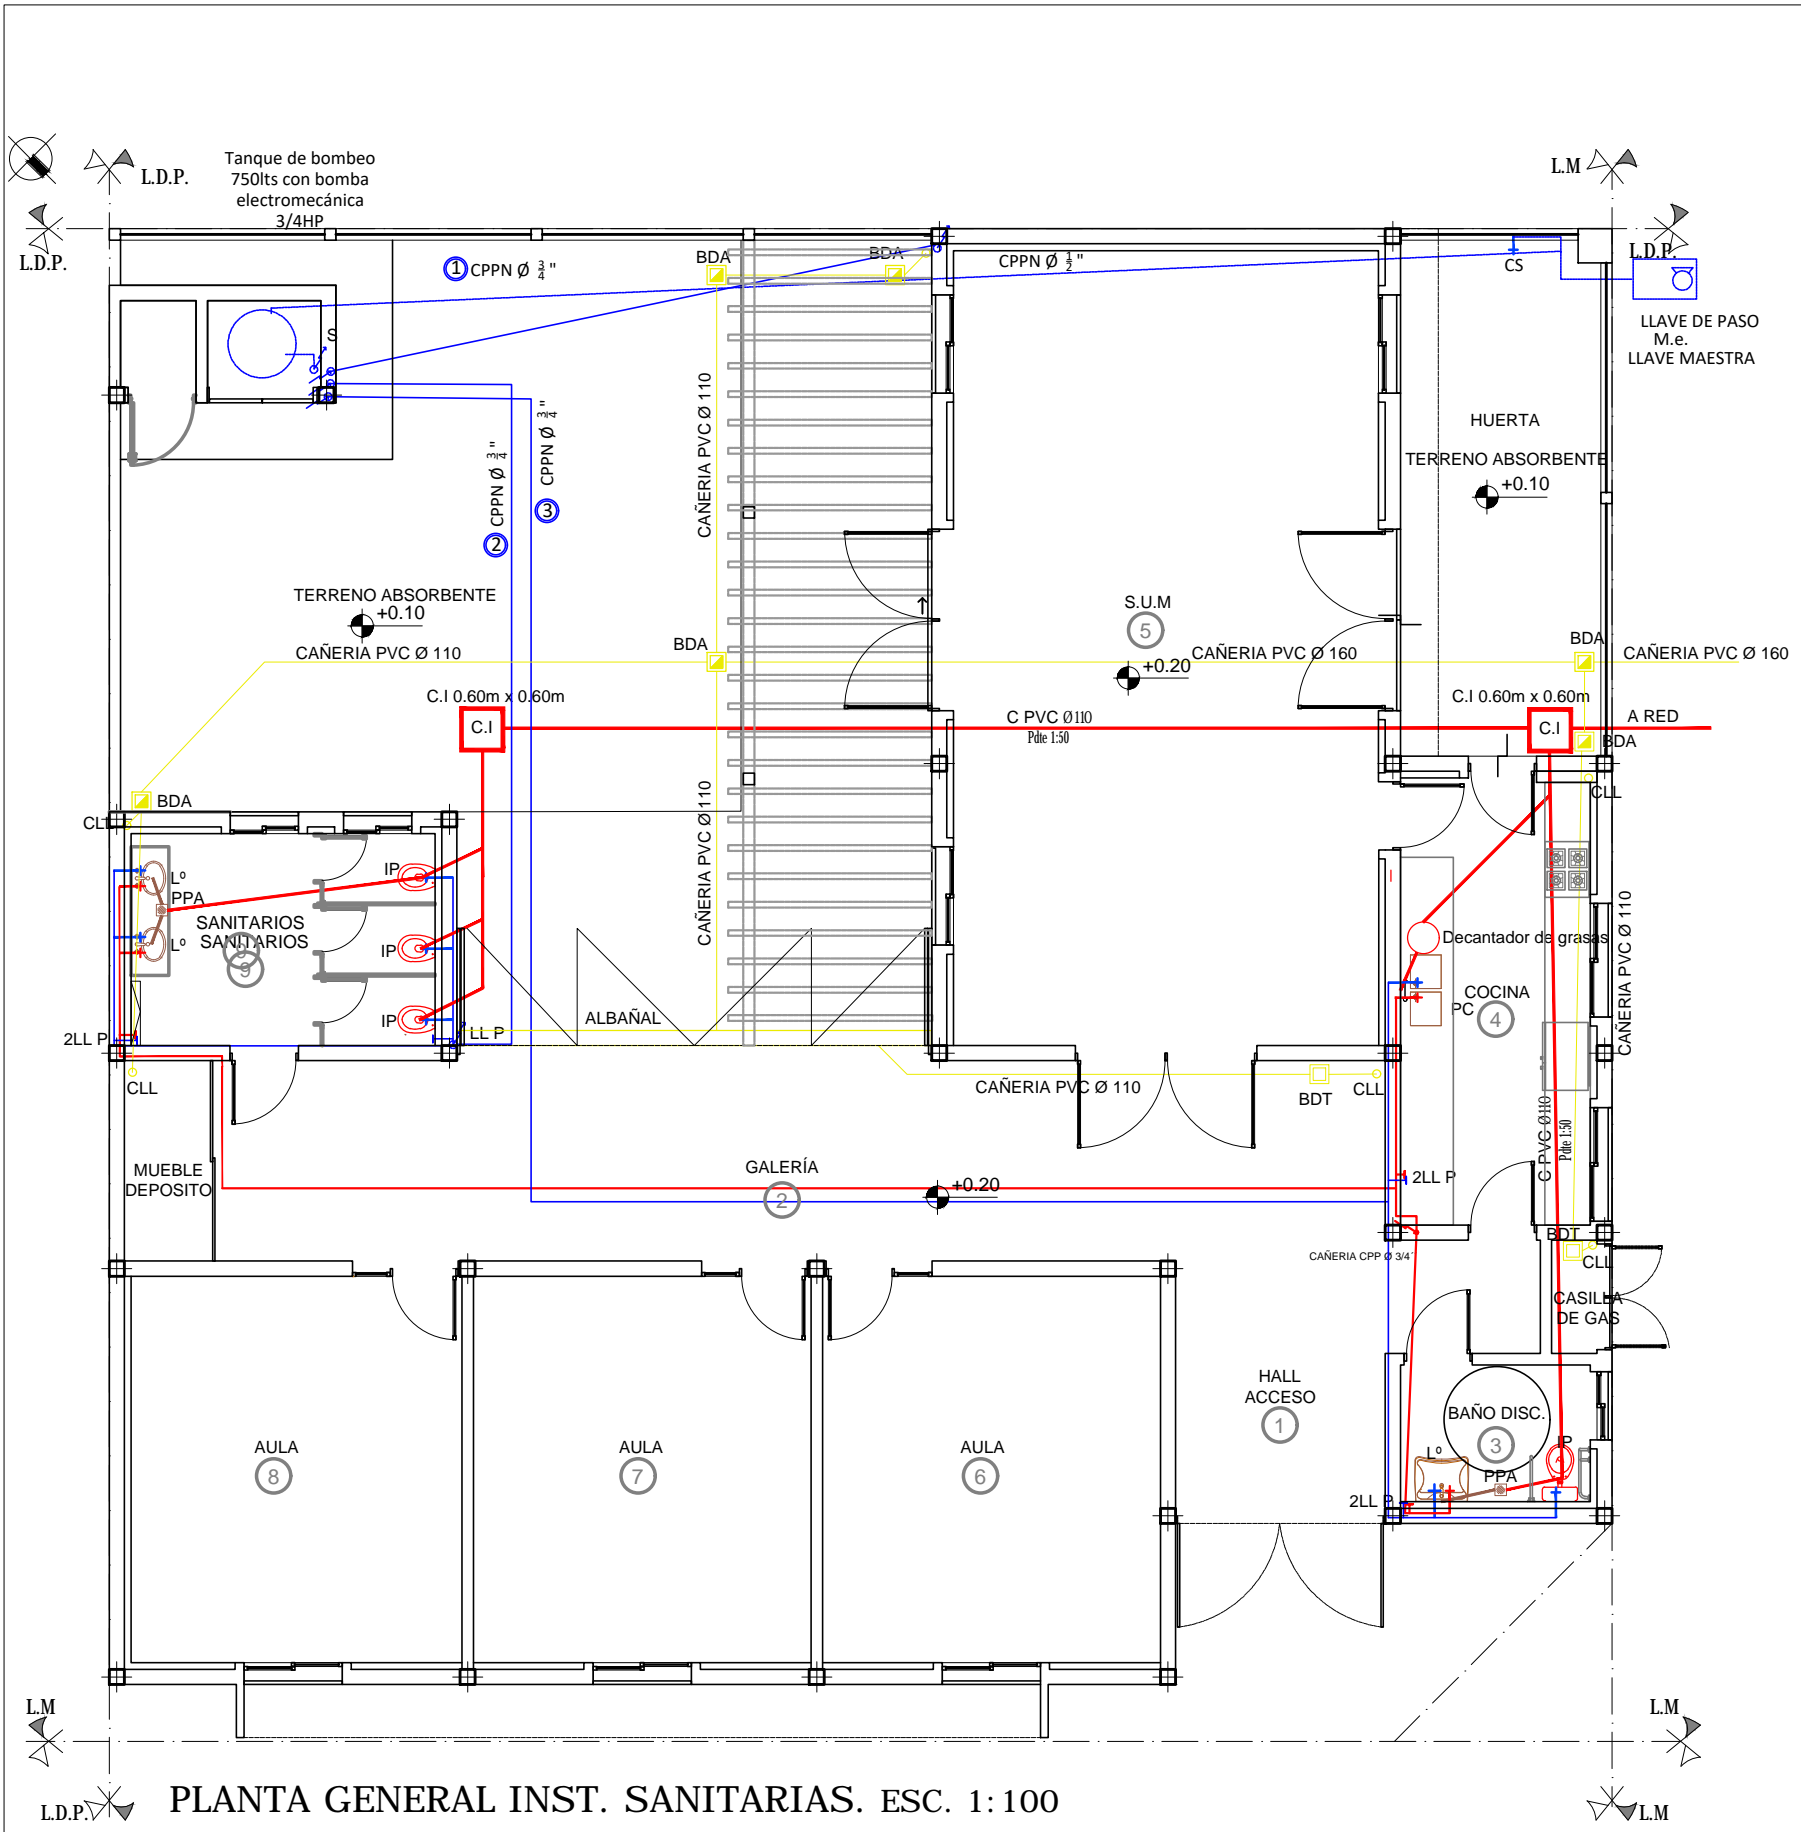 Tanque de bombeo
750lts con bomba
electromecánica
3/4HP
L.D.P.
L.M
L.D.P.
L.D.P.
1 CPPN Ø 3/4 "
BDA
BDA
CPPN Ø 1/2 "
CS
LLAVE DE PASO
M.e.
LLAVE MAESTRA
S
CAÑERIA PVC Ø 110
HUERTA
TERRENO ABSORBENTE
+0.10
2 CPPN Ø 3/4 "
3 CPPN Ø 3/4 "
TERRENO ABSORBENTE
+0.10
CAÑERIA PVC Ø 110
BDA
S.U.M
5
+0.20
CAÑERIA PVC Ø 160
BDA
CAÑERIA PVC Ø 160
C.I 0.60m x 0.60m
C.I
C PVC Ø110
Pdte 1:50
C.I 0.60m x 0.60m
C.I
A RED
BDA
CLL
BDA
CLL
CAÑERIA PVC Ø 110
Lº
PPA
Lº
IP
IP
IP
SANITARIOS
SANITARIOS
9
9
2LL P
LL P
ALBAÑAL
CLL
Decantador de grasas
COCINA
PC
4
CAÑERIA PVC Ø 110
CAÑERIA PVC Ø 110
BDT
CLL
C PVC Ø110
Pdte 1:50
MUEBLE
DEPOSITO
GALERÍA
2
+0.20
2LL P
CAÑERIA CPP Ø 3/4"
BDT
CLL
CASILLA
DE GAS
HALL
ACCESO
1
BAÑO DISC.
3
Lº
PPA
IP
2LL P
AULA
8
AULA
7
AULA
6
L.M
L.M
L.D.P.
PLANTA GENERAL INST. SANITARIAS. ESC. 1:100
L.M